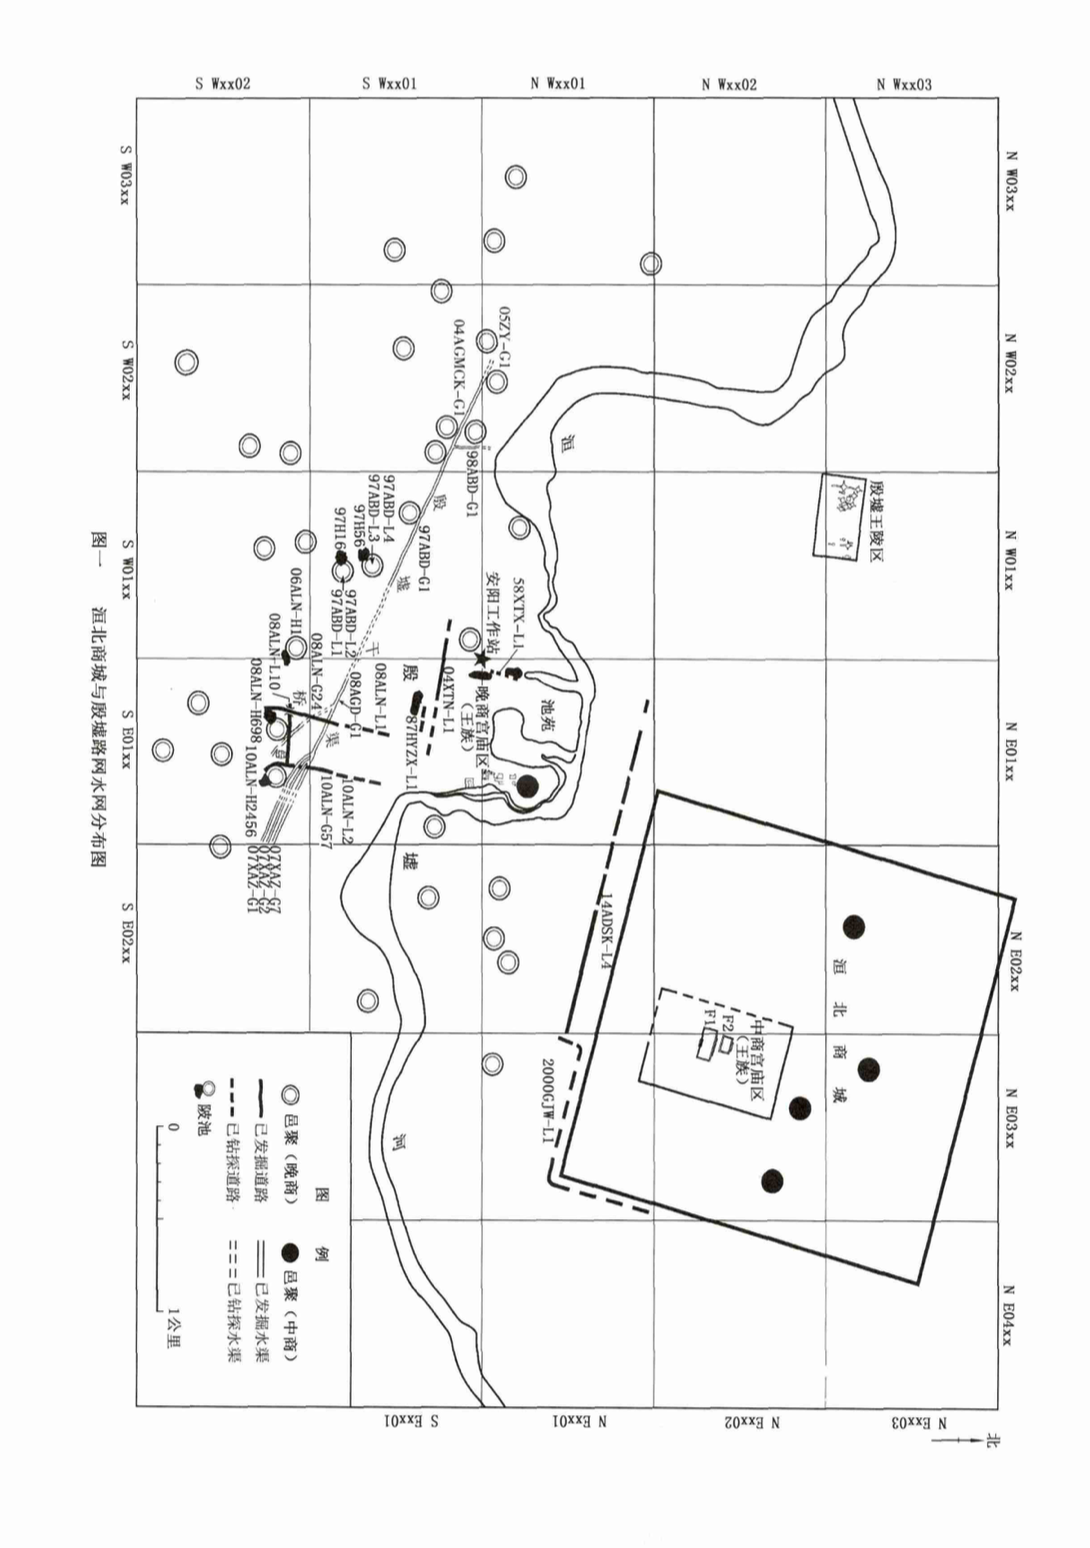 S Wxx02
S Wxx01
N Wxx01
N Wxx02
N Wxx03
N W03xx
N W02xx
N W01xx
N E01xx
N E02xx
N E03xx
N E04xx
S W03xx
S W02xx
S W01xx
S E01xx
S E02xx
S Exx01
N Exx01
N Exx02
N Exx03
北
殷墟王陵区
洹
河
05ZY-G1
04AGMCK-G1
98ABD-G1
97ABD-G1
97ABD-L4
97ABD-L3
97H56
97H16
97ABD-L2
97ABD-L1
殷
墟
干
渠
安阳工作站
58XTX-L1
04XTN-L1
晚商宫庙区
(王族)
池苑
殷
墟
87HYZX-L1
06ALN-H1
08ALN-L10
08ALN-H698
08ALN-G24
08AGD-G1
08ALN-L1
桥
10ALN-H2456
10ALN-L2
10ALN-G57
07XAZ-G7
07XAZ-G2
07XAZ-G1
14ADSK-L4
2000GJW-L1
洹
北
商
城
中商宫庙区
(王族)
F2
F1
图 例
邑聚(晚商)
邑聚(中商)
已发掘道路
已发掘水渠
已钻探道路
已钻探水渠
陂池
0
1公里
图一 洹北商城与殷墟路网水网分布图